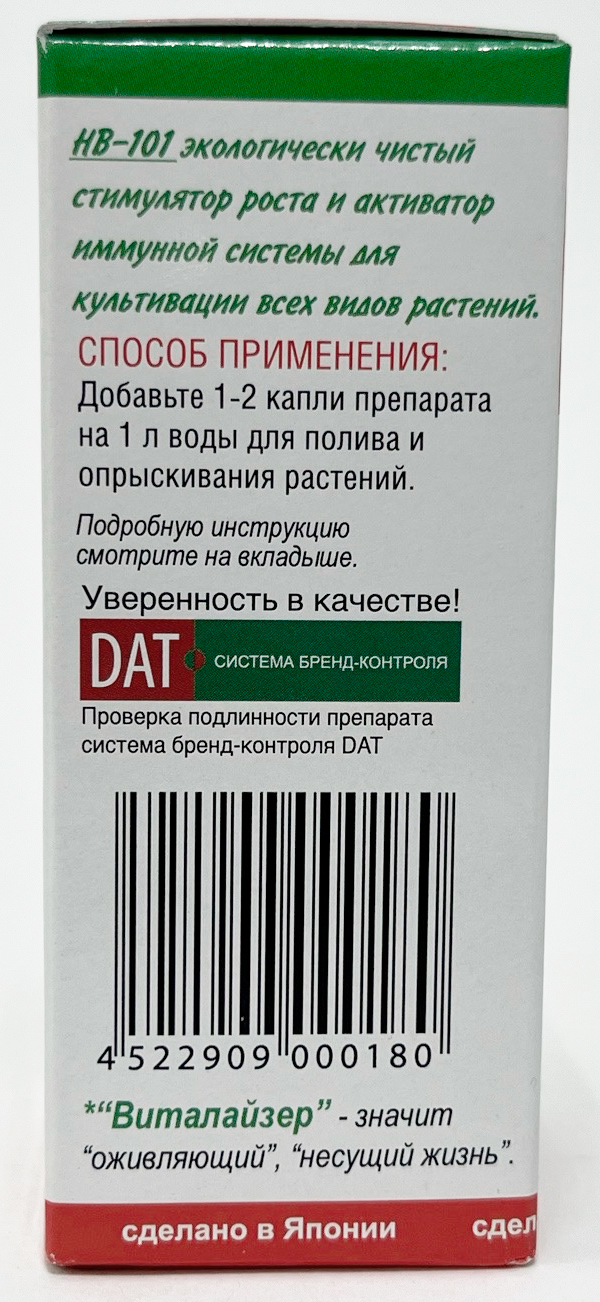 НВ-101 экологически чистый
стимулятор роста и активатор
иммунной системы для
культивации всех видов растений.
СПОСОБ ПРИМЕНЕНИЯ:
Добавьте 1-2 капли препарата
на 1 л воды для полива и
опрыскивания растений.
Подробную инструкцию
смотрите на вкладыше.
Уверенность в качестве!
DAT СИСТЕМА БРЕНД-КОНТРОЛЯ
Проверка подлинности препарата
система бренд-контроля DAT
4 522909 000180
*“Виталайзер” - значит
“оживляющий”, “несущий жизнь”.
сделано в Японии сдел